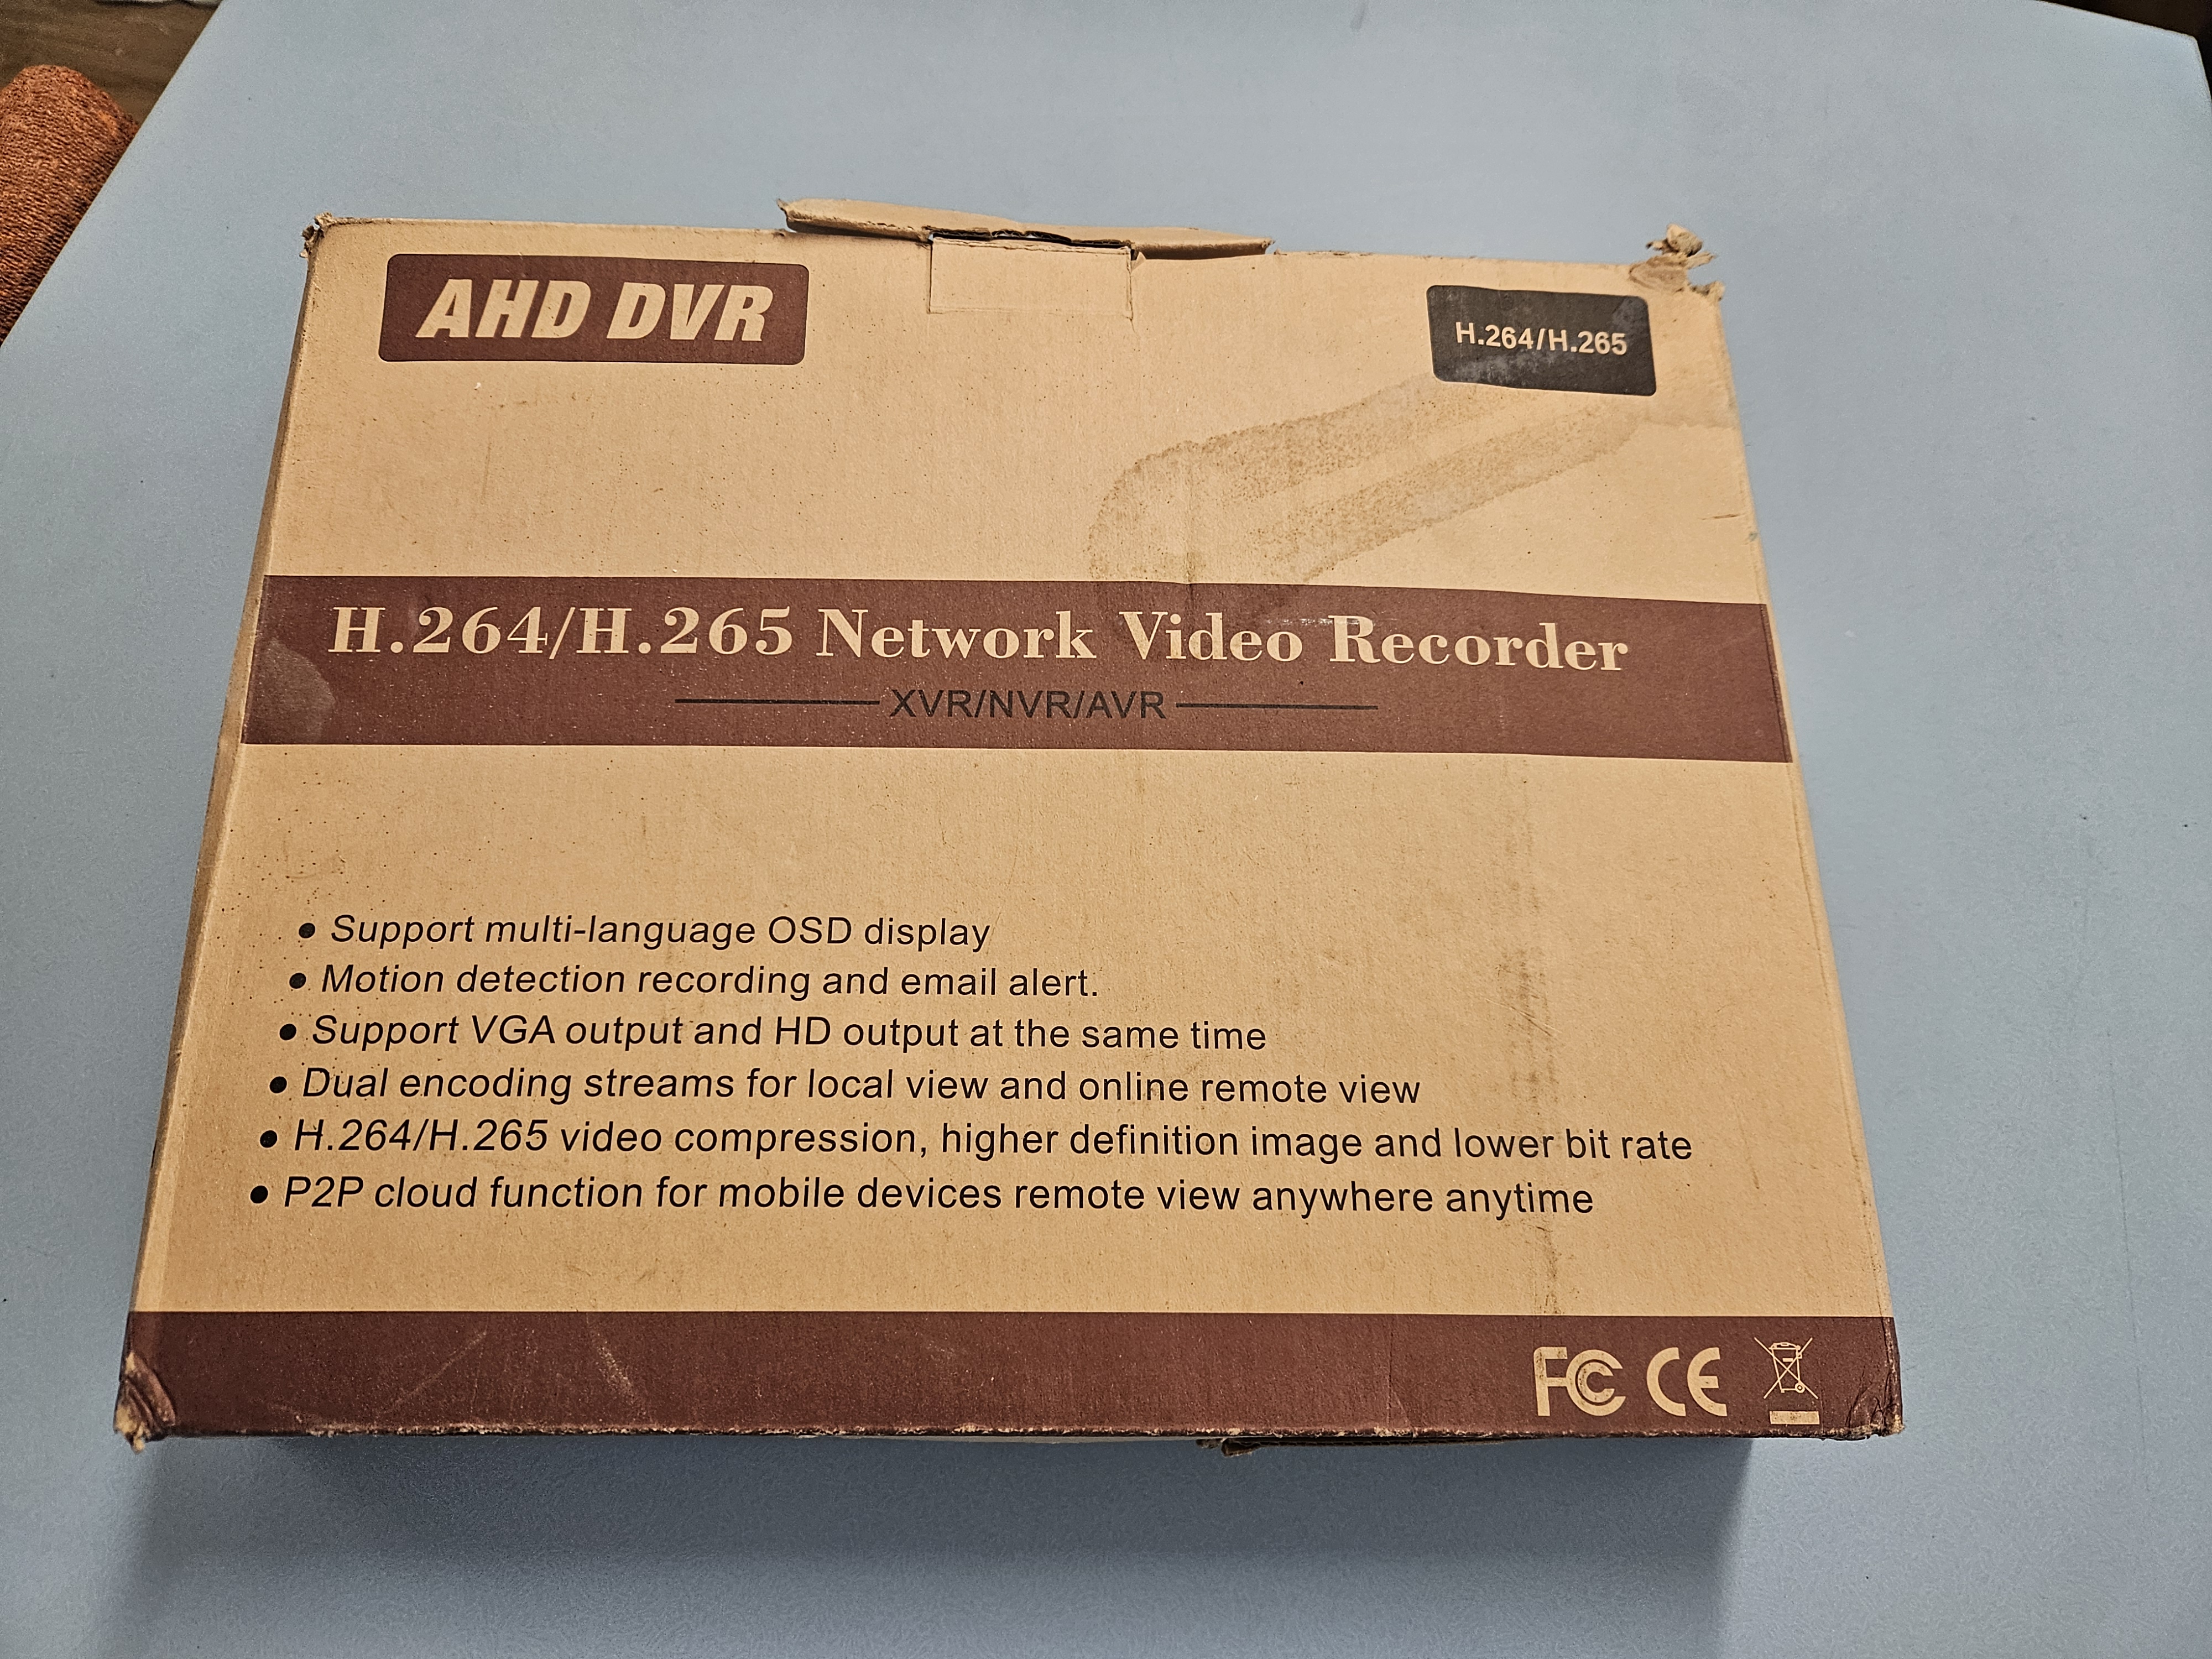 AHD DVR
H.264/H.265
H.264/H.265 Network Video Recorder
XVR/NVR/AVR
• Support multi-language OSD display
• Motion detection recording and email alert.
• Support VGA output and HD output at the same time
• Dual encoding streams for local view and online remote view
• H.264/H.265 video compression, higher definition image and lower bit rate
• P2P cloud function for mobile devices remote view anywhere anytime
FC CE